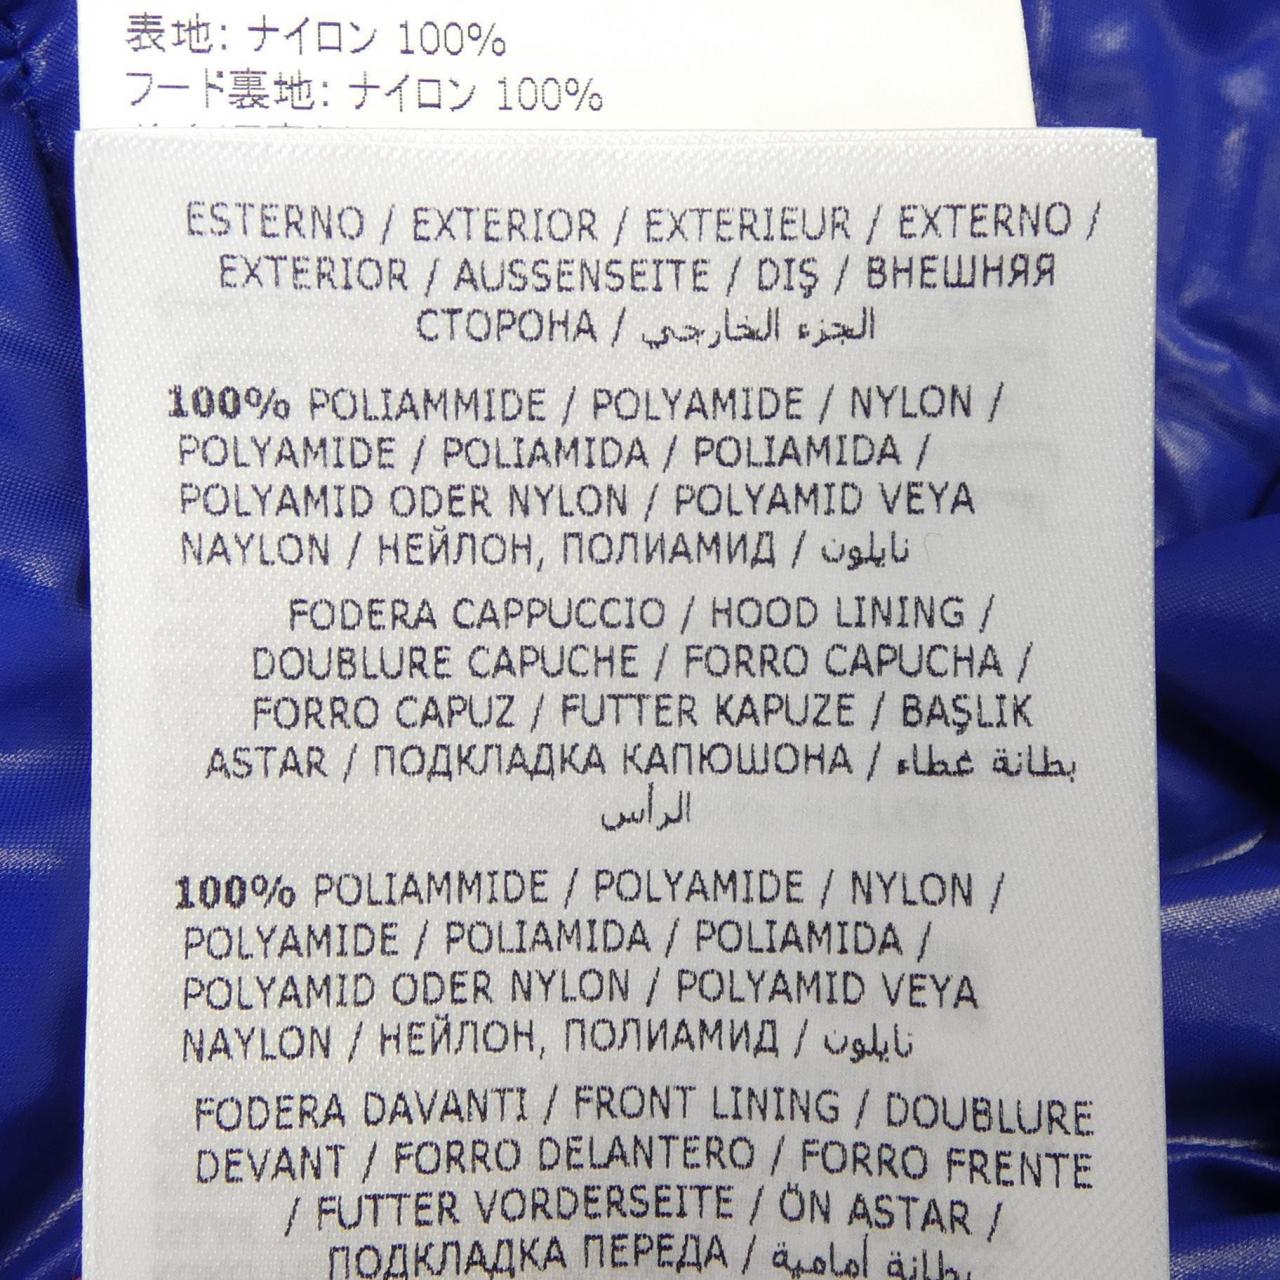 表地: ナイロン 100%
フード裏地: ナイロン 100%
ESTERNO / EXTERIOR / EXTERIEUR / EXTERNO /
EXTERIOR / AUSSENSEITE / DIŞ / ВНЕШНЯЯ
СТОРОНА / الجزء الخارجي
100% POLIAMMIDE / POLYAMIDE / NYLON /
POLYAMIDE / POLIAMIDA / POLIAMIDA /
POLYAMID ODER NYLON / POLYAMID VEYA
NAYLON / НЕЙЛОН, ПОЛИАМИД / نايلون
FODERA CAPPUCCIO / HOOD LINING /
DOUBLURE CAPUCHE / FORRO CAPUCHA /
FORRO CAPUZ / FUTTER KAPUZE / BAŞLIK
ASTAR / ПОДКЛАДКА КАПЮШОНА / بطانة غطاء
الرأس
100% POLIAMMIDE / POLYAMIDE / NYLON /
POLYAMIDE / POLIAMIDA / POLIAMIDA /
POLYAMID ODER NYLON / POLYAMID VEYA
NAYLON / НЕЙЛОН, ПОЛИАМИД / نايلون
FODERA DAVANTI / FRONT LINING / DOUBLURE
DEVANT / FORRO DELANTERO / FORRO FRENTE
/ FUTTER VORDERSEITE / ÖN ASTAR /
ПОДКЛАДКА ПЕРЕДА / بطانة أمامية